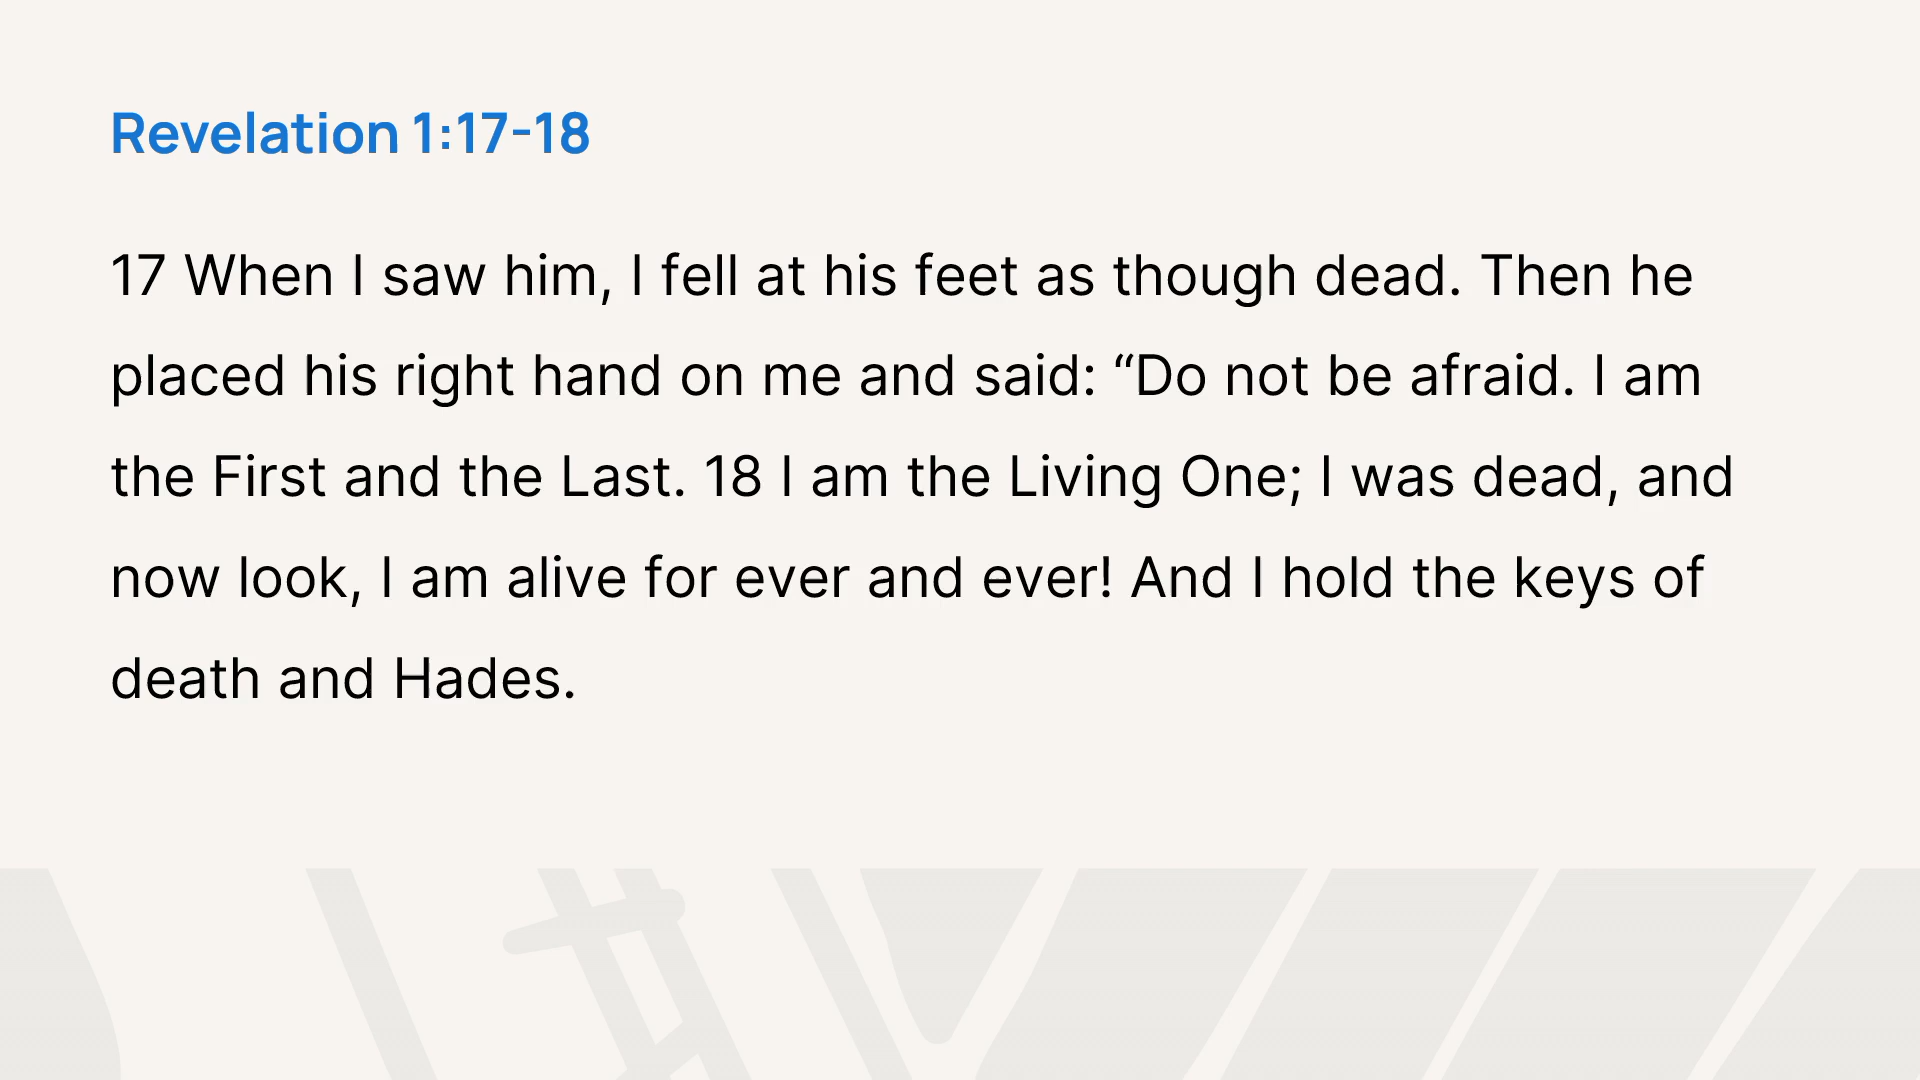 Revelation 1:17-18
17 When I saw him, I fell at his feet as though dead. Then he
placed his right hand on me and said: “Do not be afraid. I am
the First and the Last. 18 I am the Living One; I was dead, and
now look, I am alive for ever and ever! And I hold the keys of
death and Hades.